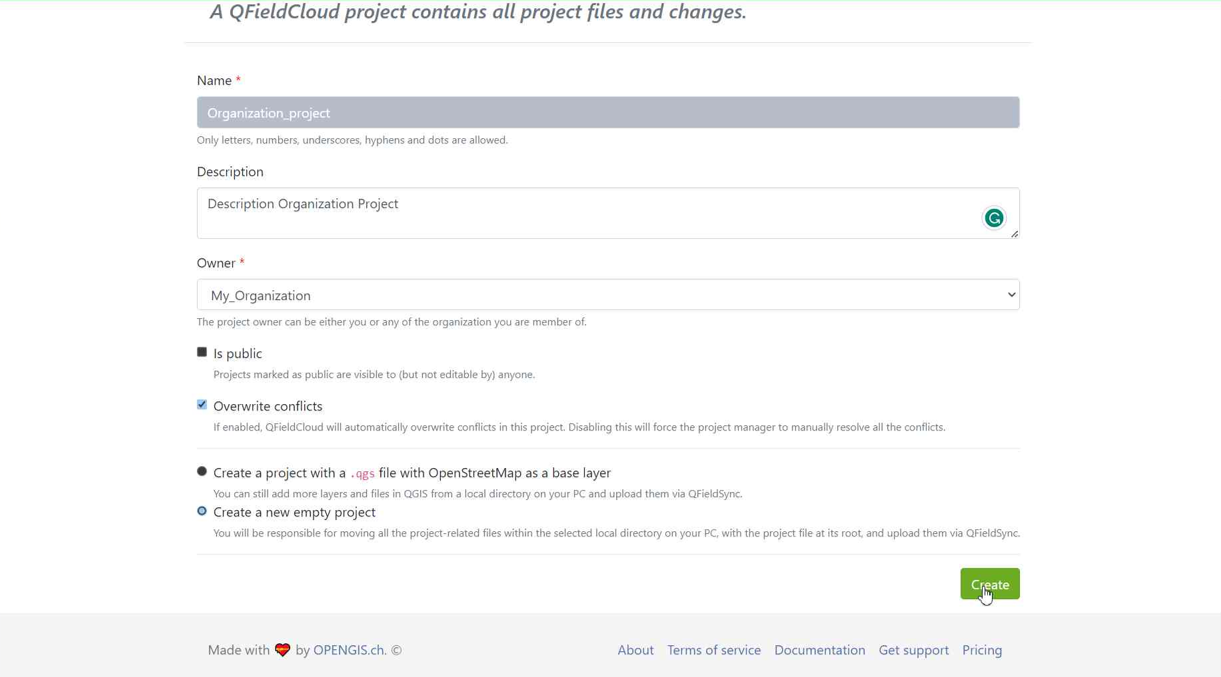 A QFieldCloud project contains all project files and changes.
Name *
Organization_project
Only letters, numbers, underscores, hyphens and dots are allowed.
Description
Description Organization Project
Owner *
My_Organization
The project owner can be either you or any of the organization you are member of.
Is public
Projects marked as public are visible to (but not editable by) anyone.
Overwrite conflicts
If enabled, QFieldCloud will automatically overwrite conflicts in this project. Disabling this will force the project manager to manually resolve all the conflicts.
Create a project with a .qgs file with OpenStreetMap as a base layer
You can still add more layers and files in QGIS from a local directory on your PC and upload them via QFieldSync.
Create a new empty project
You will be responsible for moving all the project-related files within the selected local directory on your PC, with the project file at its root, and upload them via QFieldSync.
Create
Made with by OPENGIS.ch. © About Terms of service Documentation Get support Pricing